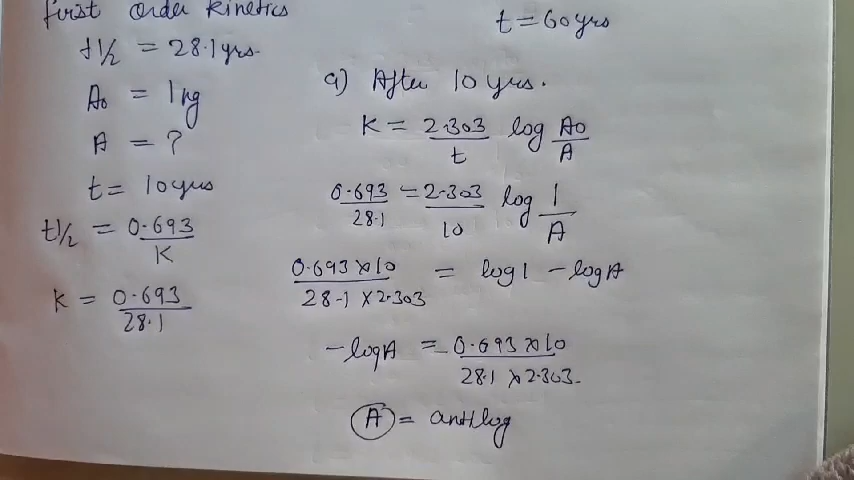 first order kinetics
t1/2 = 28.1 yrs.
A0 = 1 μg
A = ?
t = 10 yrs
t1/2 = 0.693 / K
K = 0.693 / 28.1
t = 60 yrs
a) After 10 yrs.
K = 2.303 / t log A0 / A
0.693 / 28.1 = 2.303 / 10 log 1 / A
0.693 × 10 / 28.1 × 2.303 = log 1 - log A
- log A = 0.693 × 10 / 28.1 × 2.303
A = antilog